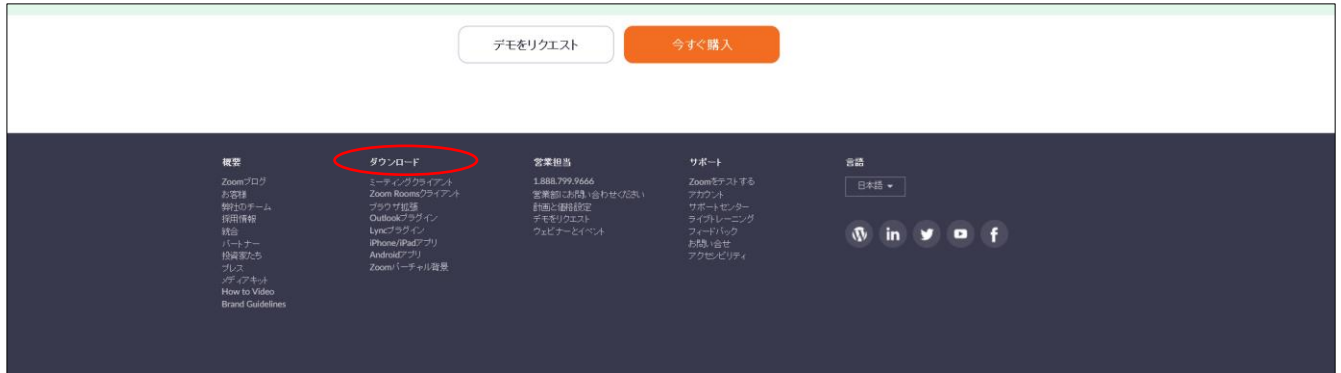 デモをリクエスト
今すぐ購入
概要
Zoomブログ
お客様
弊社のチーム
採用情報
統合
パートナー
投資家たち
プレス
メディアキット
How to Video
Brand Guidelines
ダウンロード
ミーティングクライアント
Zoom Roomsクライアント
ブラウザ拡張
Outlookプラグイン
Lyncプラグイン
iPhone/iPadアプリ
Androidアプリ
Zoomバーチャル背景
営業担当
1.888.799.9666
営業部にお問い合わせください
計画と価格設定
デモをリクエスト
ウェビナーとイベント
サポート
Zoomをテストする
アカウント
サポートセンター
ライブトレーニング
フィードバック
お問い合せ
アクセシビリティ
言語
日本語